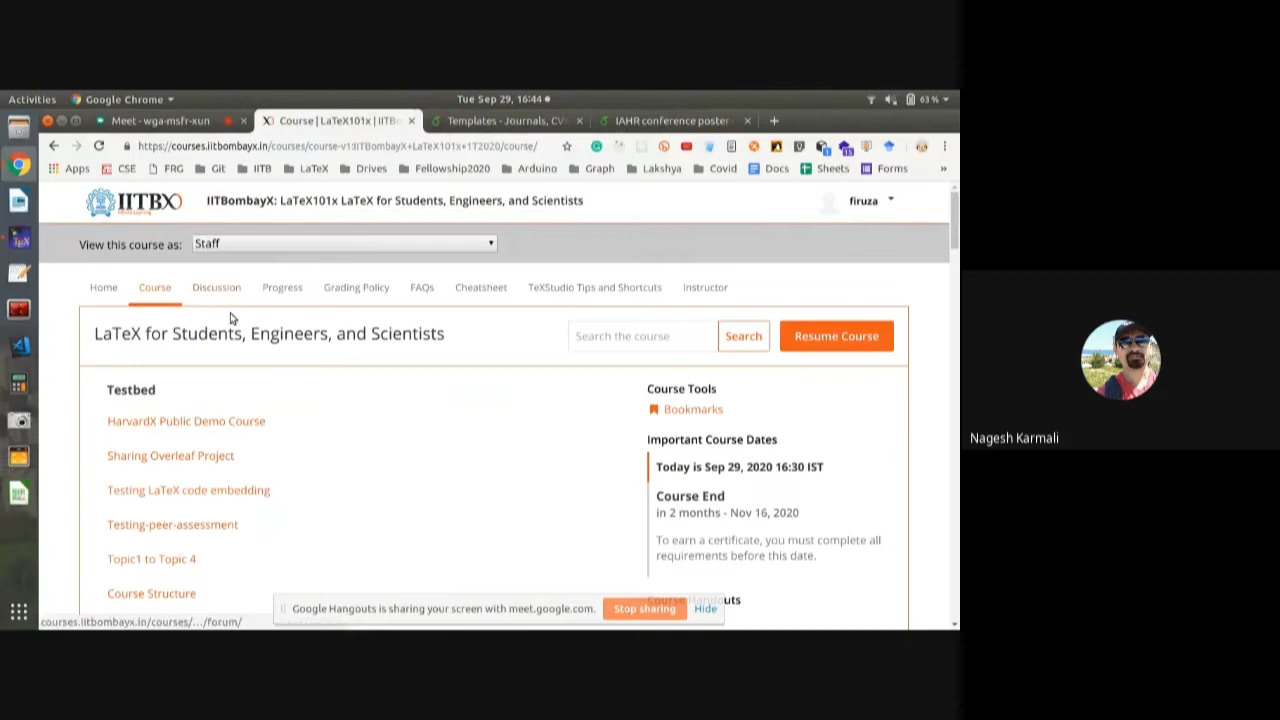 Activities Google Chrome Tue Sep 29, 16:44 63 %
Meet - wga-msfr-xun Course | LaTeX101x | IITBo Templates - Journals, CV IAHR conference poster
https://courses.iitbombayx.in/courses/course-v1:IITBombayX+LaTeX101x+1T2020/course/
Apps CSE FRG Git IITB LaTeX Drives Fellowship2020 Arduino Graph Lakshya Covid Docs Sheets Forms »
IITBX IITBombayX: LaTeX101x LaTeX for Students, Engineers, and Scientists firuza
View this course as: Staff
Home Course Discussion Progress Grading Policy FAQs Cheatsheet TeXStudio Tips and Shortcuts Instructor
LaTeX for Students, Engineers, and Scientists Search the course Search Resume Course
Testbed
HarvardX Public Demo Course
Sharing Overleaf Project
Testing LaTeX code embedding
Testing-peer-assessment
Topic1 to Topic 4
Course Structure
Course Tools
Bookmarks
Important Course Dates
Today is Sep 29, 2020 16:30 IST
Course End
in 2 months - Nov 16, 2020
To earn a certificate, you must complete all
requirements before this date.
Course Handouts
Google Hangouts is sharing your screen with meet.google.com. Stop sharing Hide
courses.iitbombayx.in/courses/.../forum/
Nagesh Karmali